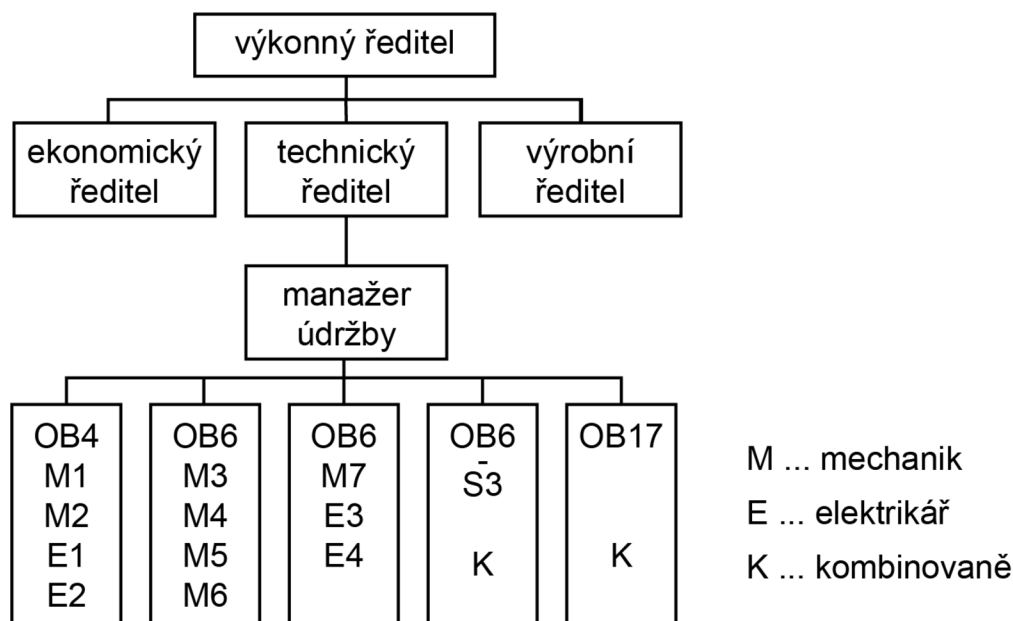 výkonný ředitel
ekonomický
ředitel
technický
ředitel
výrobní
ředitel
manažer
údržby
OB4
M1
M2
E1
E2
OB6
M3
M4
M5
M6
OB6
M7
E3
E4
OB6
-
S3
K
OB17
K
M ... mechanik
E ... elektrikář
K ... kombinovaně